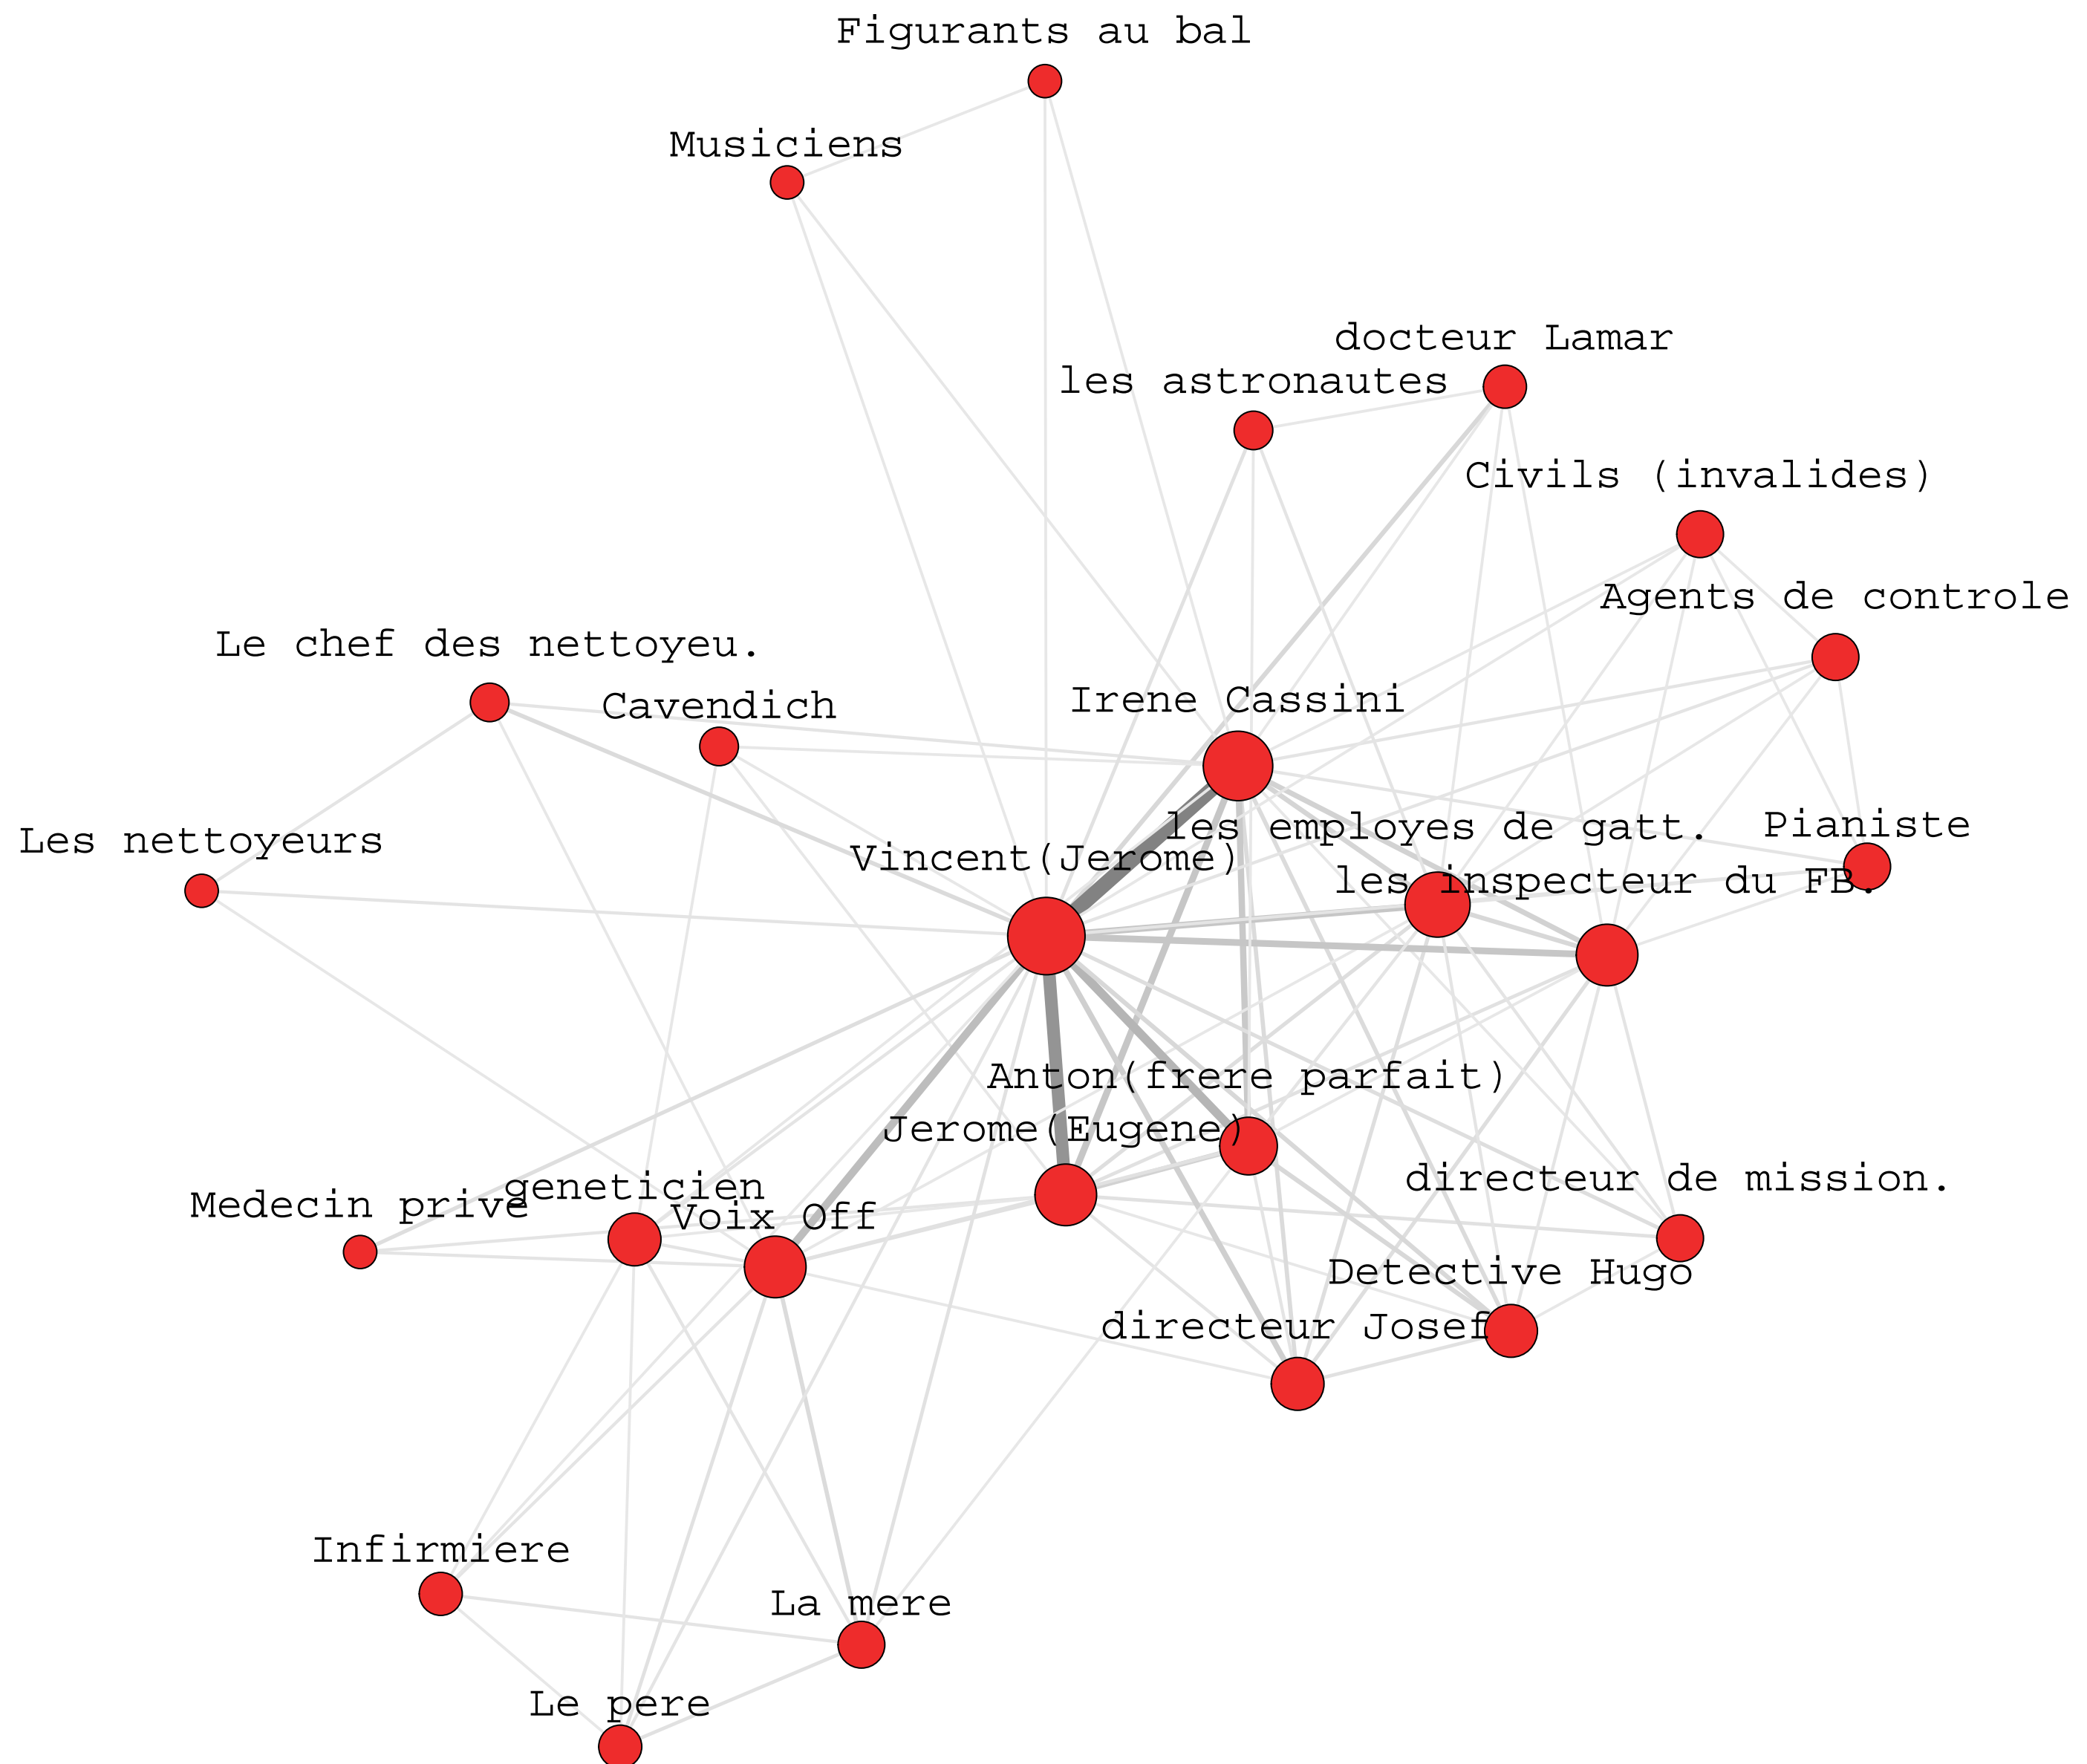 Figurants au bal
Musiciens
docteur Lamar
les astronautes
Civils (invalides)
Agents de controle
Le chef des nettoyeu.
Cavendich
Irene Cassini
les employes de gatt.
Pianiste
Les nettoyeurs
Vincent(Jerome)
les inspecteur du FB.
Anton(frere parfait)
Jerome(Eugene)
directeur de mission.
geneticien
Medecin prive
Voix Off
Detective Hugo
directeur Josef
Infirmiere
La mere
Le pere